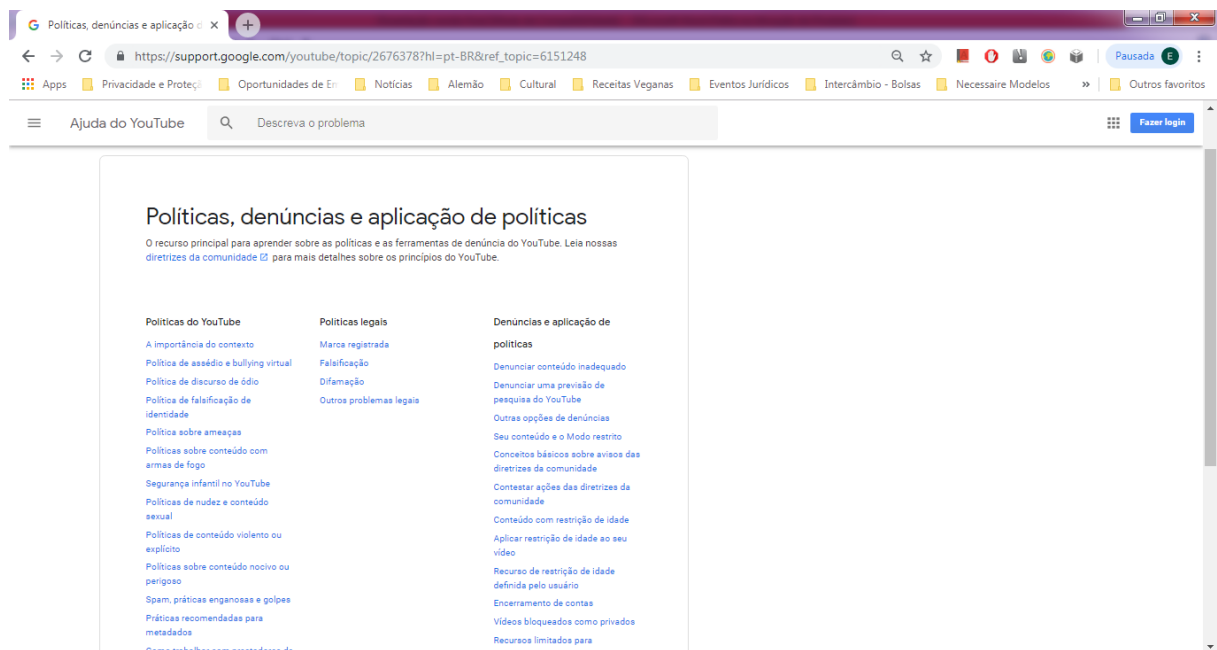 Políticas, denúncias e aplicação d
https://support.google.com/youtube/topic/2676378?hl=pt-BR&ref_topic=6151248
Pausada E
Apps Privacidade e Proteçã Oportunidades de Em Notícias Alemão Cultural Receitas Veganas Eventos Jurídicos Intercâmbio - Bolsas Necessaire Modelos » Outros favoritos
Ajuda do YouTube Descreva o problema Fazer login
Políticas, denúncias e aplicação de políticas
O recurso principal para aprender sobre as políticas e as ferramentas de denúncia do YouTube. Leia nossas
diretrizes da comunidade para mais detalhes sobre os princípios do YouTube.
Políticas do YouTube
A importância do contexto
Política de assédio e bullying virtual
Política de discurso de ódio
Política de falsificação de
identidade
Política sobre ameaças
Políticas sobre conteúdo com
armas de fogo
Segurança infantil no YouTube
Políticas de nudez e conteúdo
sexual
Políticas de conteúdo violento ou
explícito
Políticas sobre conteúdo nocivo ou
perigoso
Spam, práticas enganosas e golpes
Práticas recomendadas para
metadados
Como trabalhar com prestadores de
Políticas legais
Marca registrada
Falsificação
Difamação
Outros problemas legais
Denúncias e aplicação de
políticas
Denunciar conteúdo inadequado
Denunciar uma previsão de
pesquisa do YouTube
Outras opções de denúncias
Seu conteúdo e o Modo restrito
Conceitos básicos sobre avisos das
diretrizes da comunidade
Contestar ações das diretrizes da
comunidade
Conteúdo com restrição de idade
Aplicar restrição de idade ao seu
vídeo
Recurso de restrição de idade
definida pelo usuário
Encerramento de contas
Vídeos bloqueados como privados
Recursos limitados para